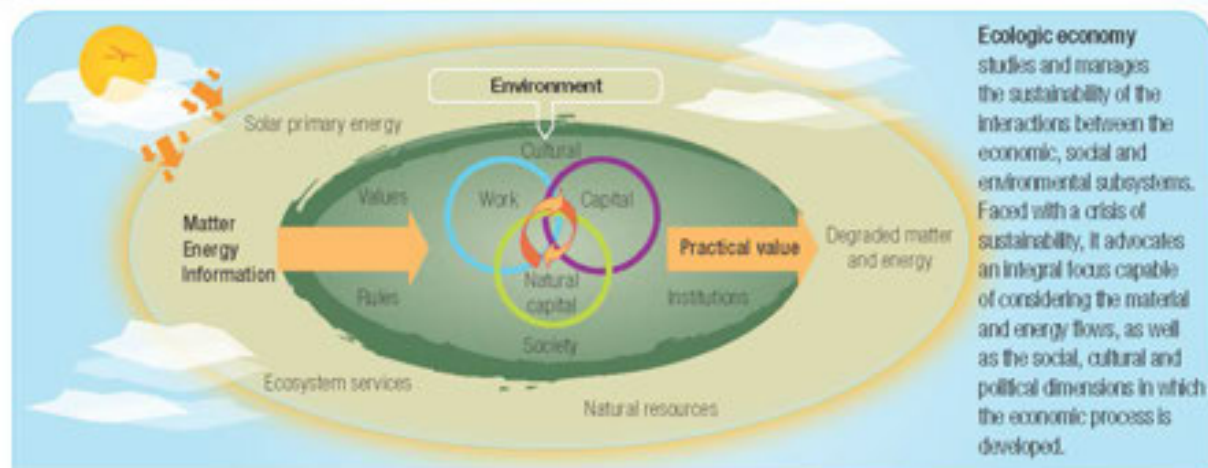 Environment
Solar primary energy
Cultural
Values
Work
Capital
Matter
Energy
Information
Practical value
Degraded matter
and energy
Rules
Natural
capital
Institutions
Society
Ecosystem services
Natural resources
Ecologic economy
studies and manages
the sustainability of the
interactions between the
economic, social and
environmental subsystems.
Faced with a crisis of
sustainability, it advocates
an integral focus capable
of considering the material
and energy flows, as well
as the social, cultural and
political dimensions in which
the economic process is
developed.